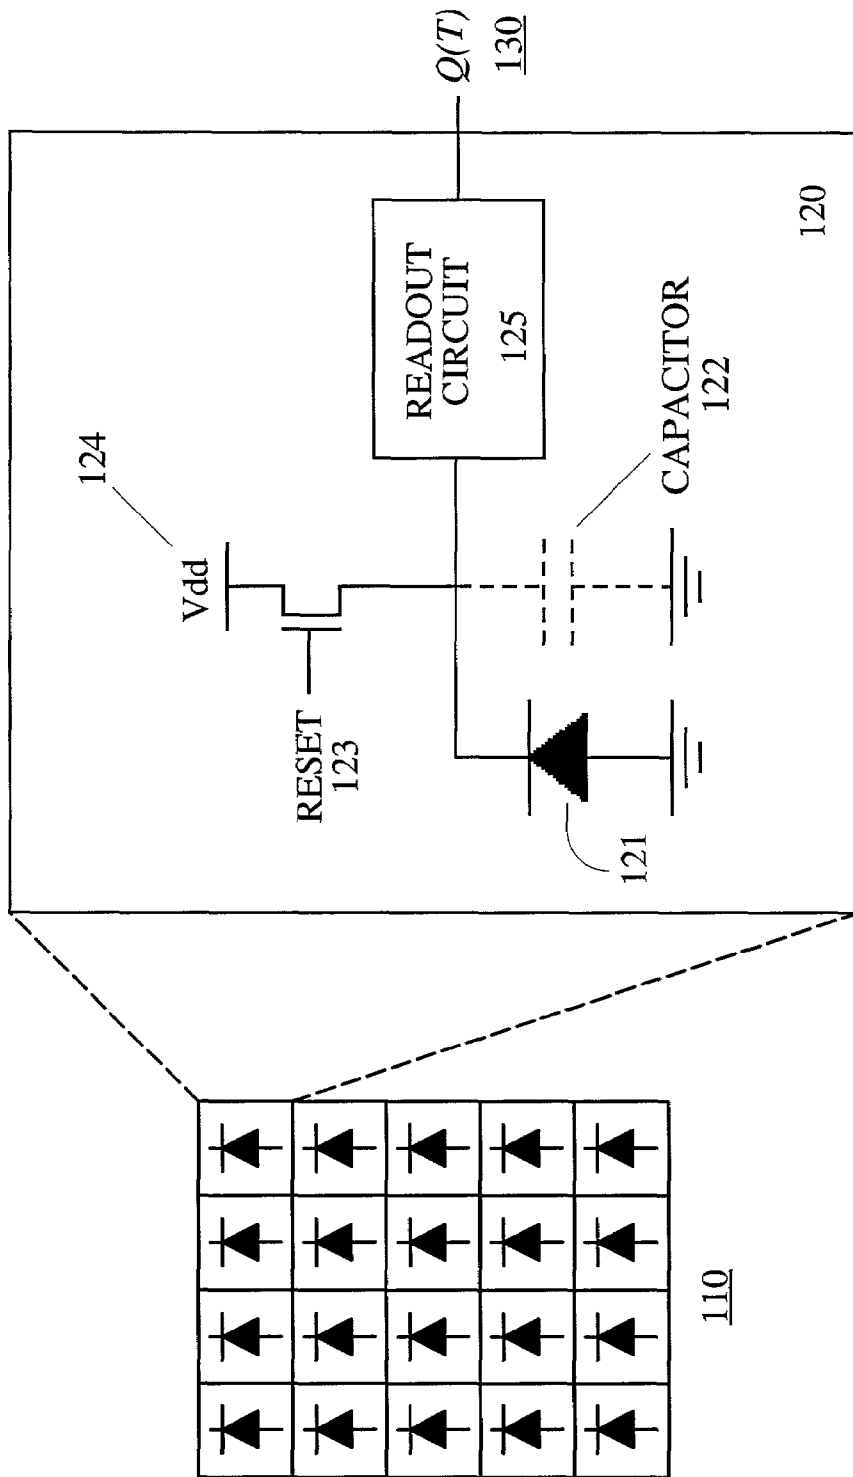 110
RESET
123
Vdd
124
121
CAPACITOR
122
READOUT
CIRCUIT
125
120
Q(T)
130